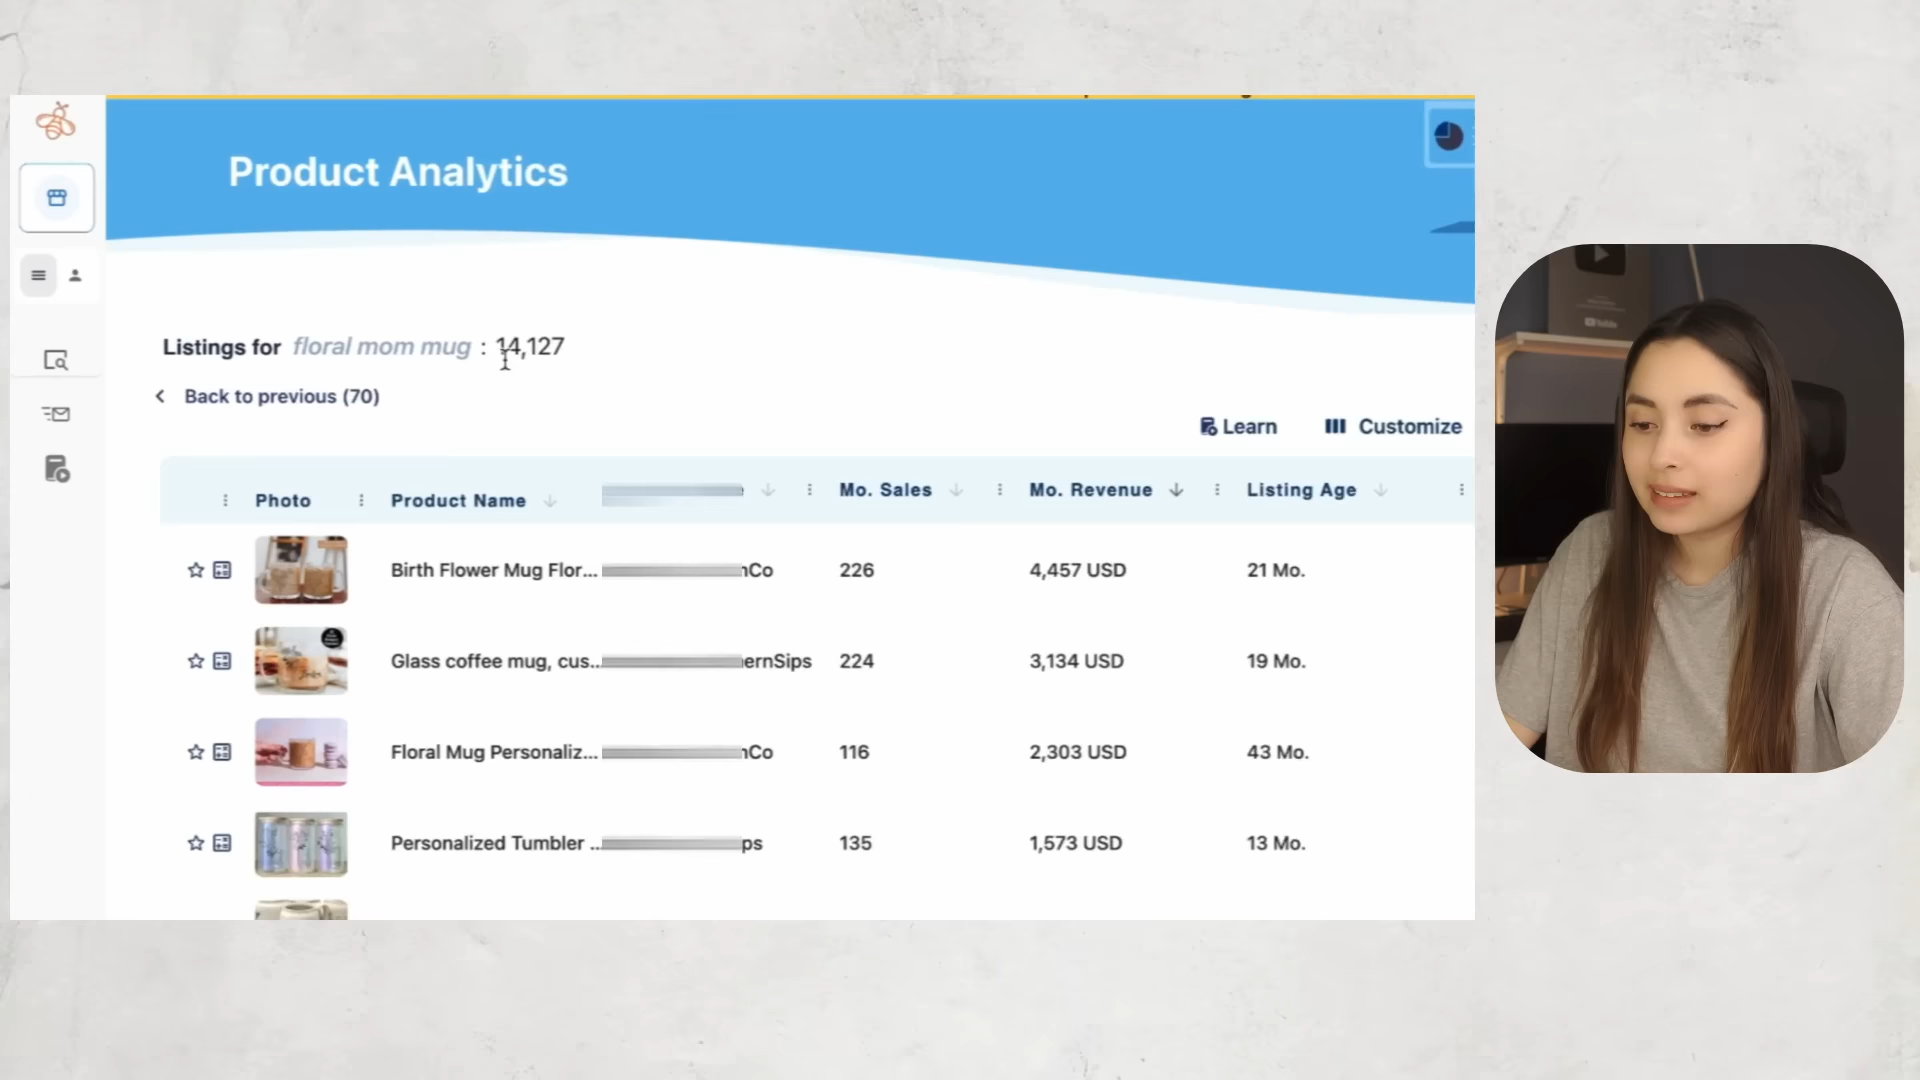 Product Analytics
Listings for floral mom mug : 14,127
Back to previous (70)
Learn Customize
Photo Product Name Mo. Sales Mo. Revenue Listing Age
Birth Flower Mug Flor... nCo 226 4,457 USD 21 Mo.
Glass coffee mug, cus... ernSips 224 3,134 USD 19 Mo.
Floral Mug Personaliz... nCo 116 2,303 USD 43 Mo.
Personalized Tumbler ... ps 135 1,573 USD 13 Mo.
YouTube